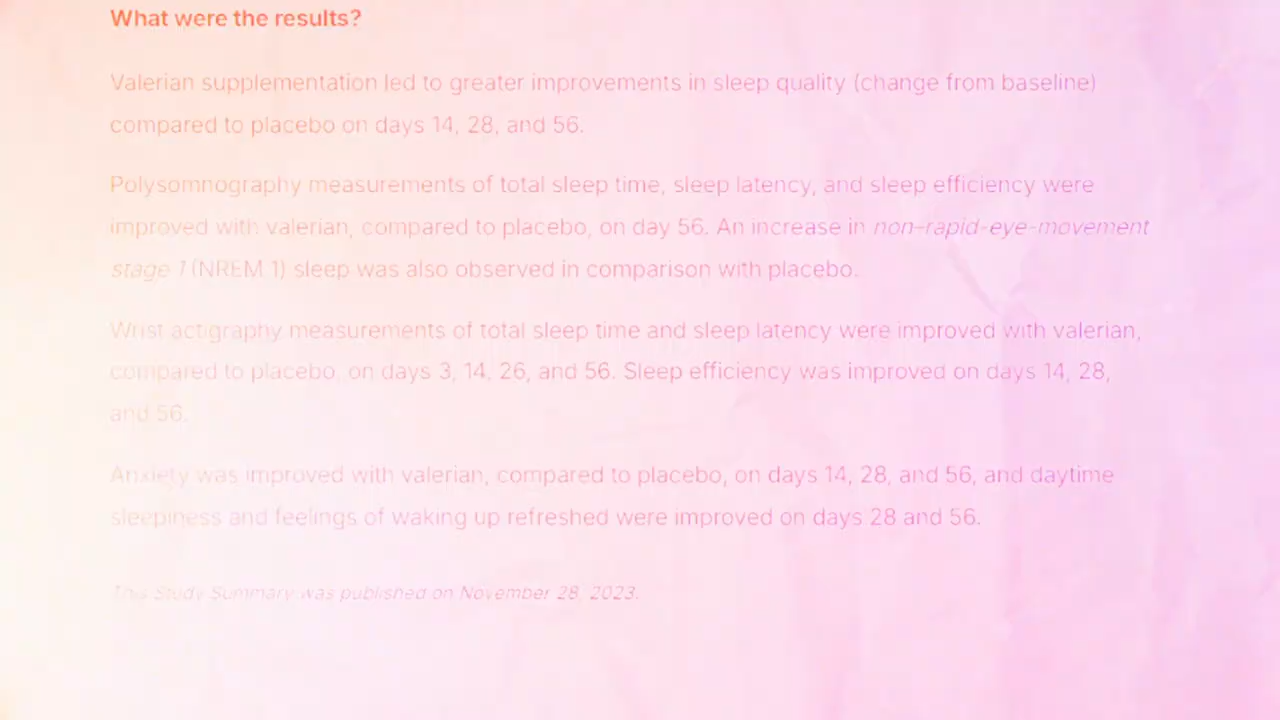 What were the results?
Valerian supplementation led to greater improvements in sleep quality (change from baseline)
compared to placebo on days 14, 28, and 56.
Polysomnography measurements of total sleep time, sleep latency, and sleep efficiency were
improved with valerian, compared to placebo, on day 56. An increase in non-rapid-eye-movement
stage 1 (NREM 1) sleep was also observed in comparison with placebo.
Wrist actigraphy measurements of total sleep time and sleep latency were improved with valerian,
compared to placebo, on days 3, 14, 26, and 56. Sleep efficiency was improved on days 14, 28,
and 56.
Anxiety was improved with valerian, compared to placebo, on days 14, 28, and 56, and daytime
sleepiness and feelings of waking up refreshed were improved on days 28 and 56.
This Study Summary was published on November 28, 2023.